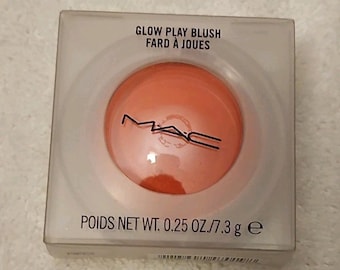 GLOW PLAY BLUSH
FARD À JOUES
MAC
POIDS NET WT. 0.25 OZ./7.3 g ℮